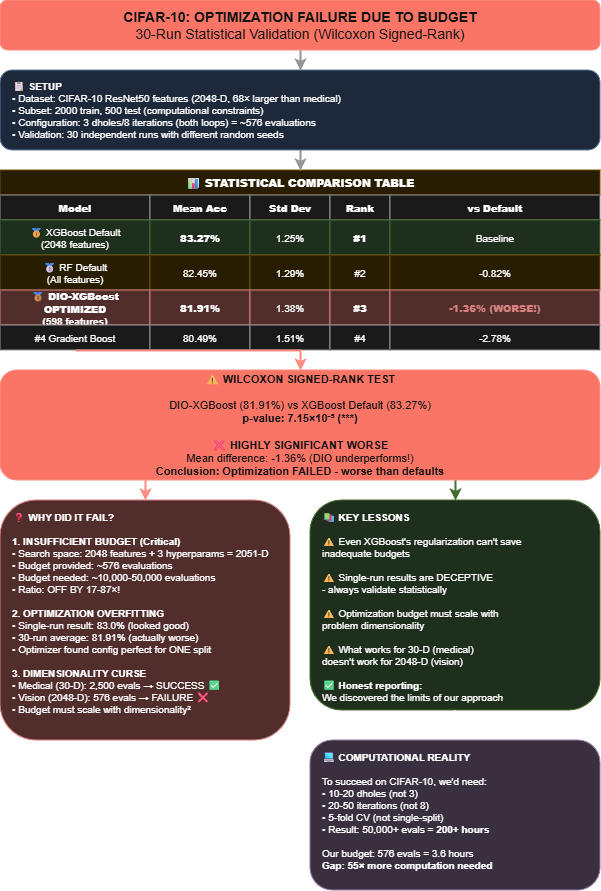 CIFAR-10: OPTIMIZATION FAILURE DUE TO BUDGET
30-Run Statistical Validation (Wilcoxon Signed-Rank)
📋 SETUP
- Dataset: CIFAR-10 ResNet50 features (2048-D, 68× larger than medical)
- Subset: 2000 train, 500 test (computational constraints)
- Configuration: 3 dholes/8 iterations (both loops) = ~576 evaluations
- Validation: 30 independent runs with different random seeds
📊 STATISTICAL COMPARISON TABLE
Model Mean Acc Std Dev Rank vs Default
🥇 XGBoost Default
(2048 features)
83.27% 1.25% #1 Baseline
🥈 RF Default
(All features)
82.45% 1.29% #2 -0.82%
🥉 DIO-XGBoost
OPTIMIZED
(598 features)
81.91% 1.38% #3 -1.36% (WORSE!)
#4 Gradient Boost 80.49% 1.51% #4 -2.78%
⚠️ WILCOXON SIGNED-RANK TEST
DIO-XGBoost (81.91%) vs XGBoost Default (83.27%)
p-value: 7.15×10⁻⁵ (***)
❌ HIGHLY SIGNIFICANT WORSE
Mean difference: -1.36% (DIO underperforms!)
Conclusion: Optimization FAILED - worse than defaults
❓ WHY DID IT FAIL?
1. INSUFFICIENT BUDGET (Critical)
- Search space: 2048 features + 3 hyperparams = 2051-D
- Budget provided: ~576 evaluations
- Budget needed: ~10,000-50,000 evaluations
- Ratio: OFF BY 17-87×!
2. OPTIMIZATION OVERFITTING
- Single-run result: 83.0% (looked good)
- 30-run average: 81.91% (actually worse)
- Optimizer found config perfect for ONE split
3. DIMENSIONALITY CURSE
- Medical (30-D): 2,500 evals → SUCCESS ✅
- Vision (2048-D): 576 evals → FAILURE ❌
- Budget must scale with dimensionality²
📚 KEY LESSONS
⚠️ Even XGBoost's regularization can't save
inadequate budgets
⚠️ Single-run results are DECEPTIVE
- always validate statistically
⚠️ Optimization budget must scale with
problem dimensionality
⚠️ What works for 30-D (medical)
doesn't work for 2048-D (vision)
✅ Honest reporting:
We discovered the limits of our approach
💻 COMPUTATIONAL REALITY
To succeed on CIFAR-10, we'd need:
- 10-20 dholes (not 3)
- 20-50 iterations (not 8)
- 5-fold CV (not single-split)
- Result: 50,000+ evals = 200+ hours
Our budget: 576 evals = 3.6 hours
Gap: 55× more computation needed